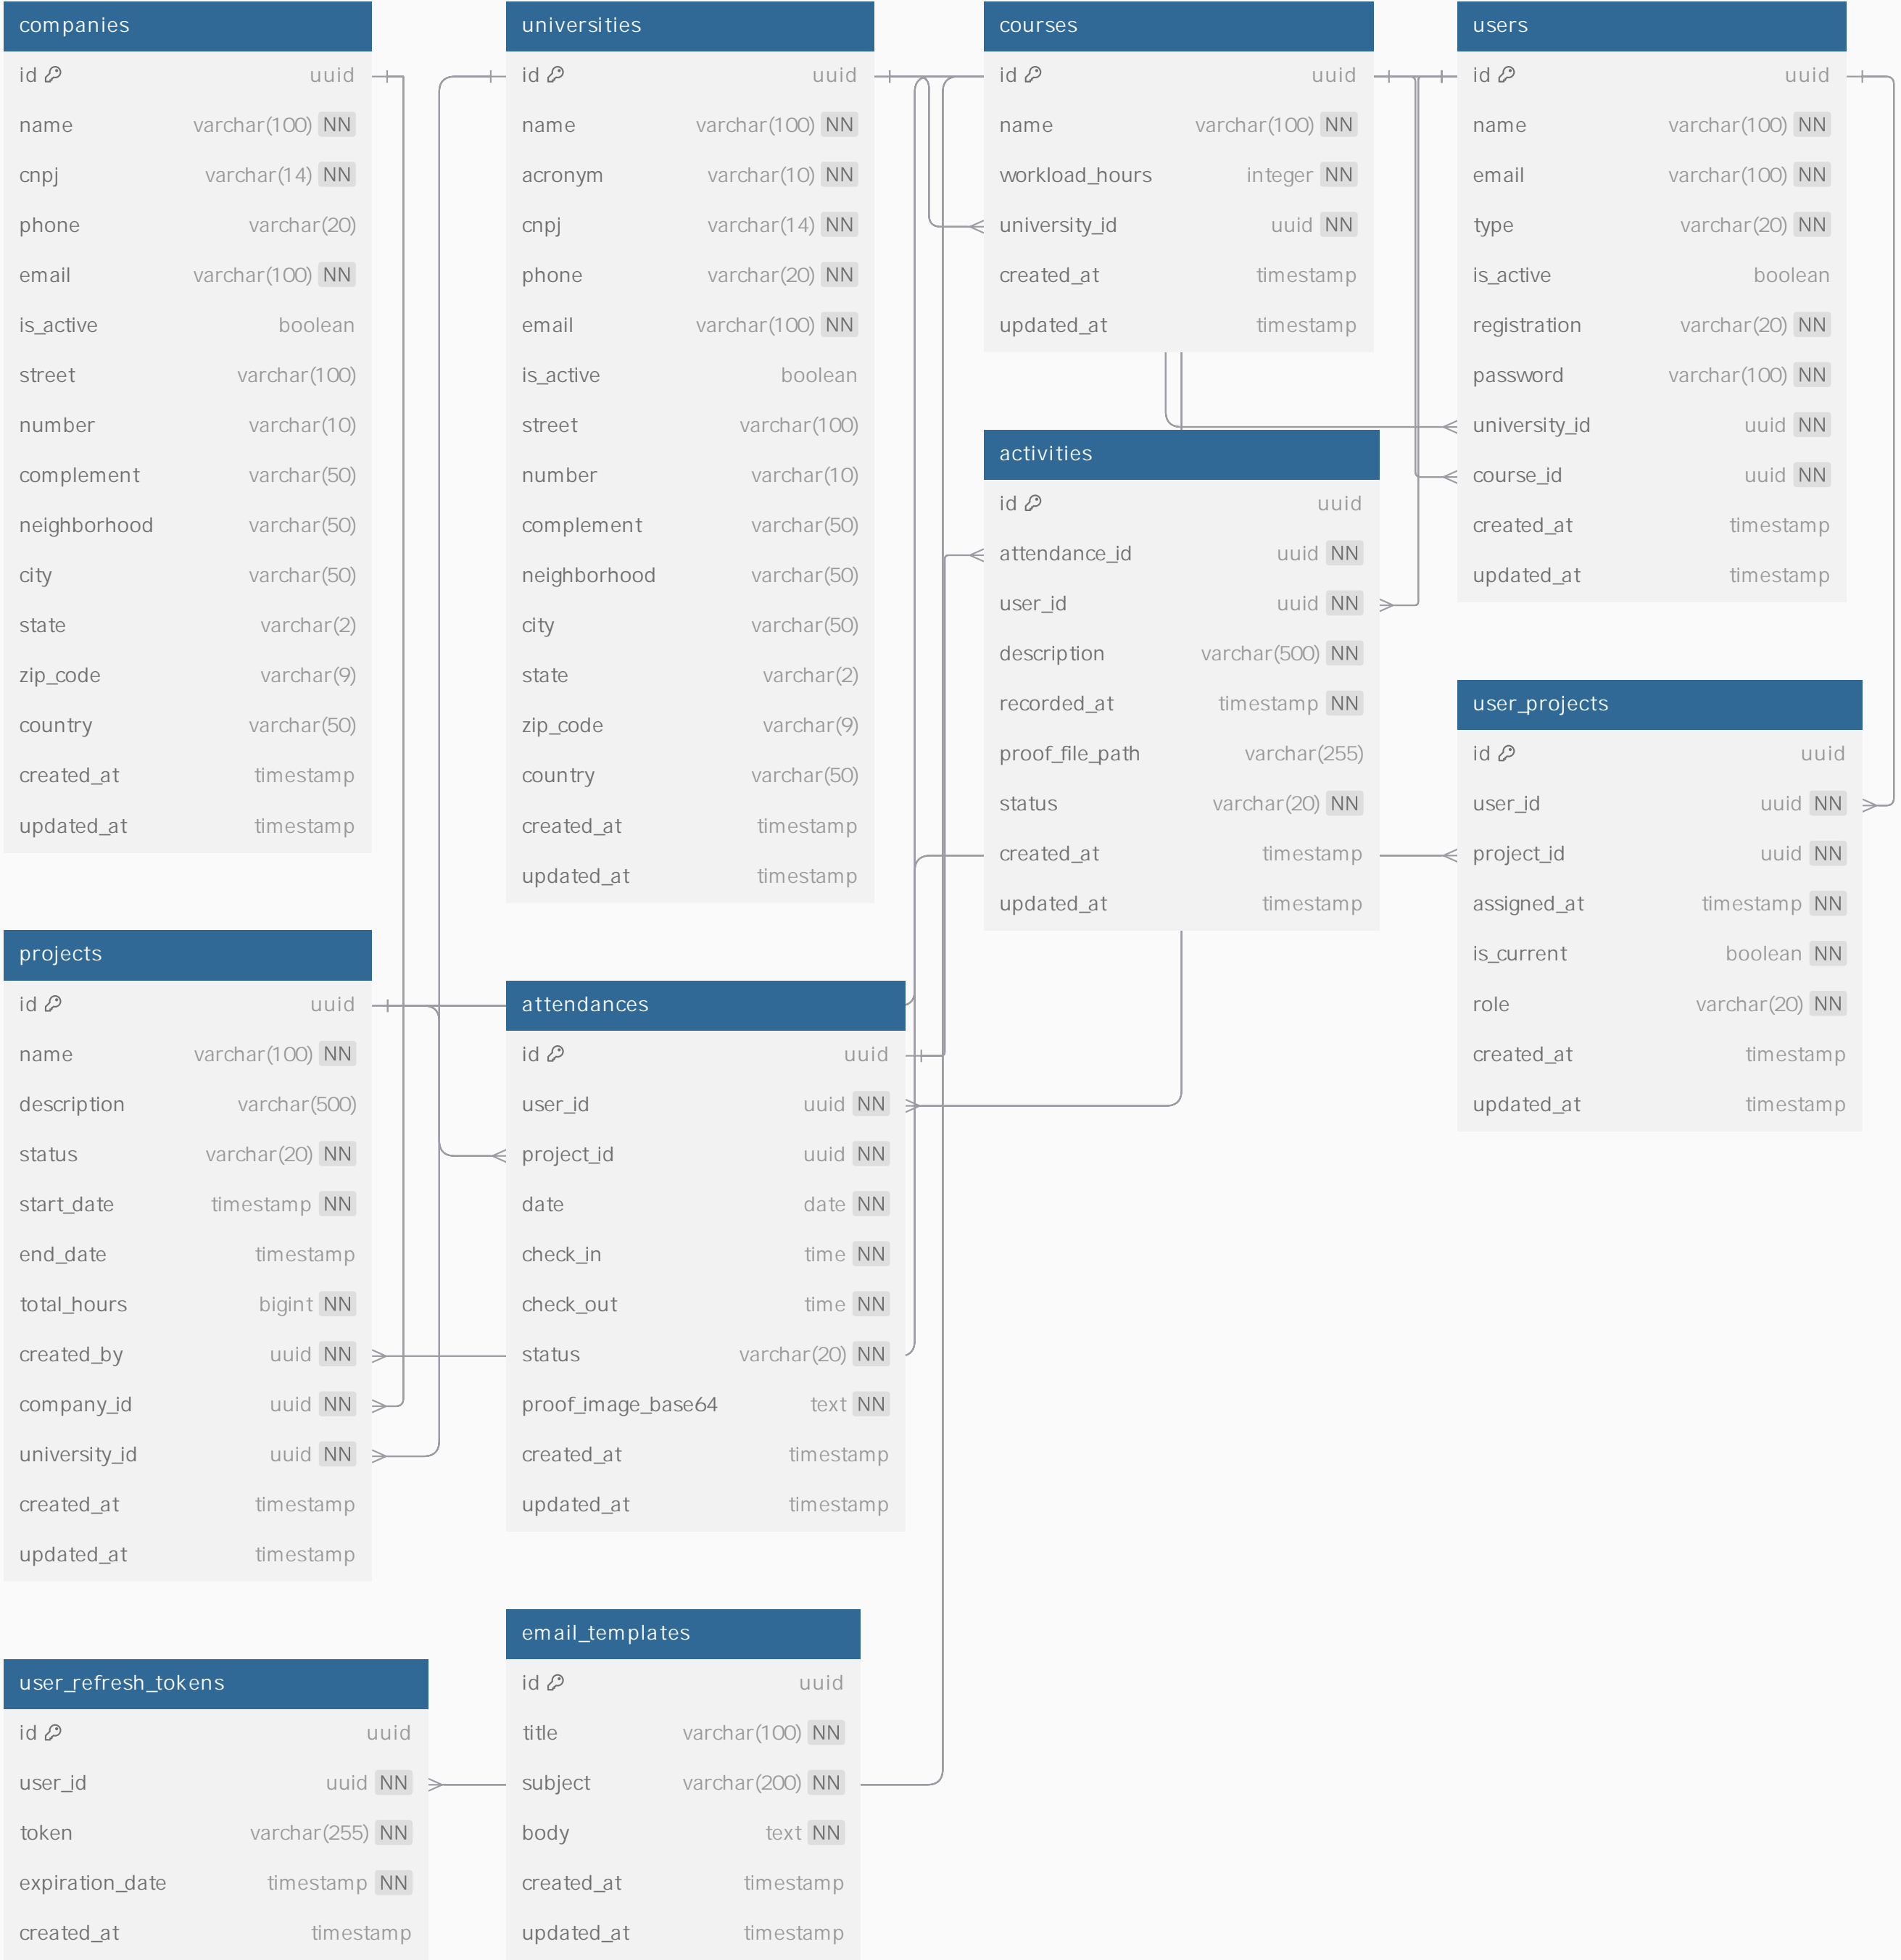 companies
id uuid
name varchar(100) NN
cnpj varchar(14) NN
phone varchar(20)
email varchar(100) NN
is_active boolean
street varchar(100)
number varchar(10)
complement varchar(50)
neighborhood varchar(50)
city varchar(50)
state varchar(2)
zip_code varchar(9)
country varchar(50)
created_at timestamp
updated_at timestamp
universities
id uuid
name varchar(100) NN
acronym varchar(10) NN
cnpj varchar(14) NN
phone varchar(20) NN
email varchar(100) NN
is_active boolean
street varchar(100)
number varchar(10)
complement varchar(50)
neighborhood varchar(50)
city varchar(50)
state varchar(2)
zip_code varchar(9)
country varchar(50)
created_at timestamp
updated_at timestamp
courses
id uuid
name varchar(100) NN
workload_hours integer NN
university_id uuid NN
created_at timestamp
updated_at timestamp
users
id uuid
name varchar(100) NN
email varchar(100) NN
type varchar(20) NN
is_active boolean
registration varchar(20) NN
password varchar(100) NN
university_id uuid NN
course_id uuid NN
created_at timestamp
updated_at timestamp
activities
id uuid
attendance_id uuid NN
user_id uuid NN
description varchar(500) NN
recorded_at timestamp NN
proof_file_path varchar(255)
status varchar(20) NN
created_at timestamp
updated_at timestamp
user_projects
id uuid
user_id uuid NN
project_id uuid NN
assigned_at timestamp NN
is_current boolean NN
role varchar(20) NN
created_at timestamp
updated_at timestamp
projects
id uuid
name varchar(100) NN
description varchar(500)
status varchar(20) NN
start_date timestamp NN
end_date timestamp
total_hours bigint NN
created_by uuid NN
company_id uuid NN
university_id uuid NN
created_at timestamp
updated_at timestamp
attendances
id uuid
user_id uuid NN
project_id uuid NN
date date NN
check_in time NN
check_out time NN
status varchar(20) NN
proof_image_base64 text NN
created_at timestamp
updated_at timestamp
user_refresh_tokens
id uuid
user_id uuid NN
token varchar(255) NN
expiration_date timestamp NN
created_at timestamp
email_templates
id uuid
title varchar(100) NN
subject varchar(200) NN
body text NN
created_at timestamp
updated_at timestamp